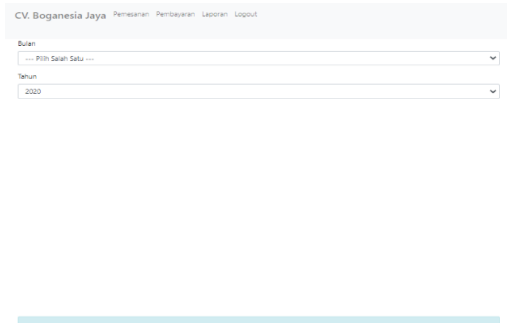 CV. Boganesia Jaya Pemesanan Pembayaran Laporan Logout
Bulan
--- Pilih Salah Satu ---
Tahun
2020